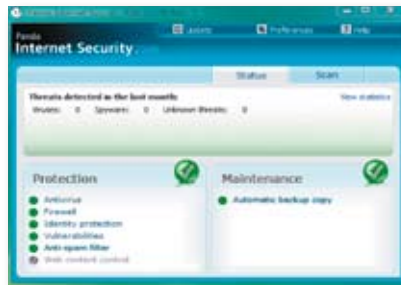 Panda
Internet Security
Preferences
Help
Status Scan
Threats detected in the last month:
View statistics
Viruses: 0 Spyware: 0 Unknown threats: 0
Protection
Antivirus
Firewall
Identity protection
Vulnerabilities
Anti-spam filter
Web content control
Maintenance
Automatic backup copy